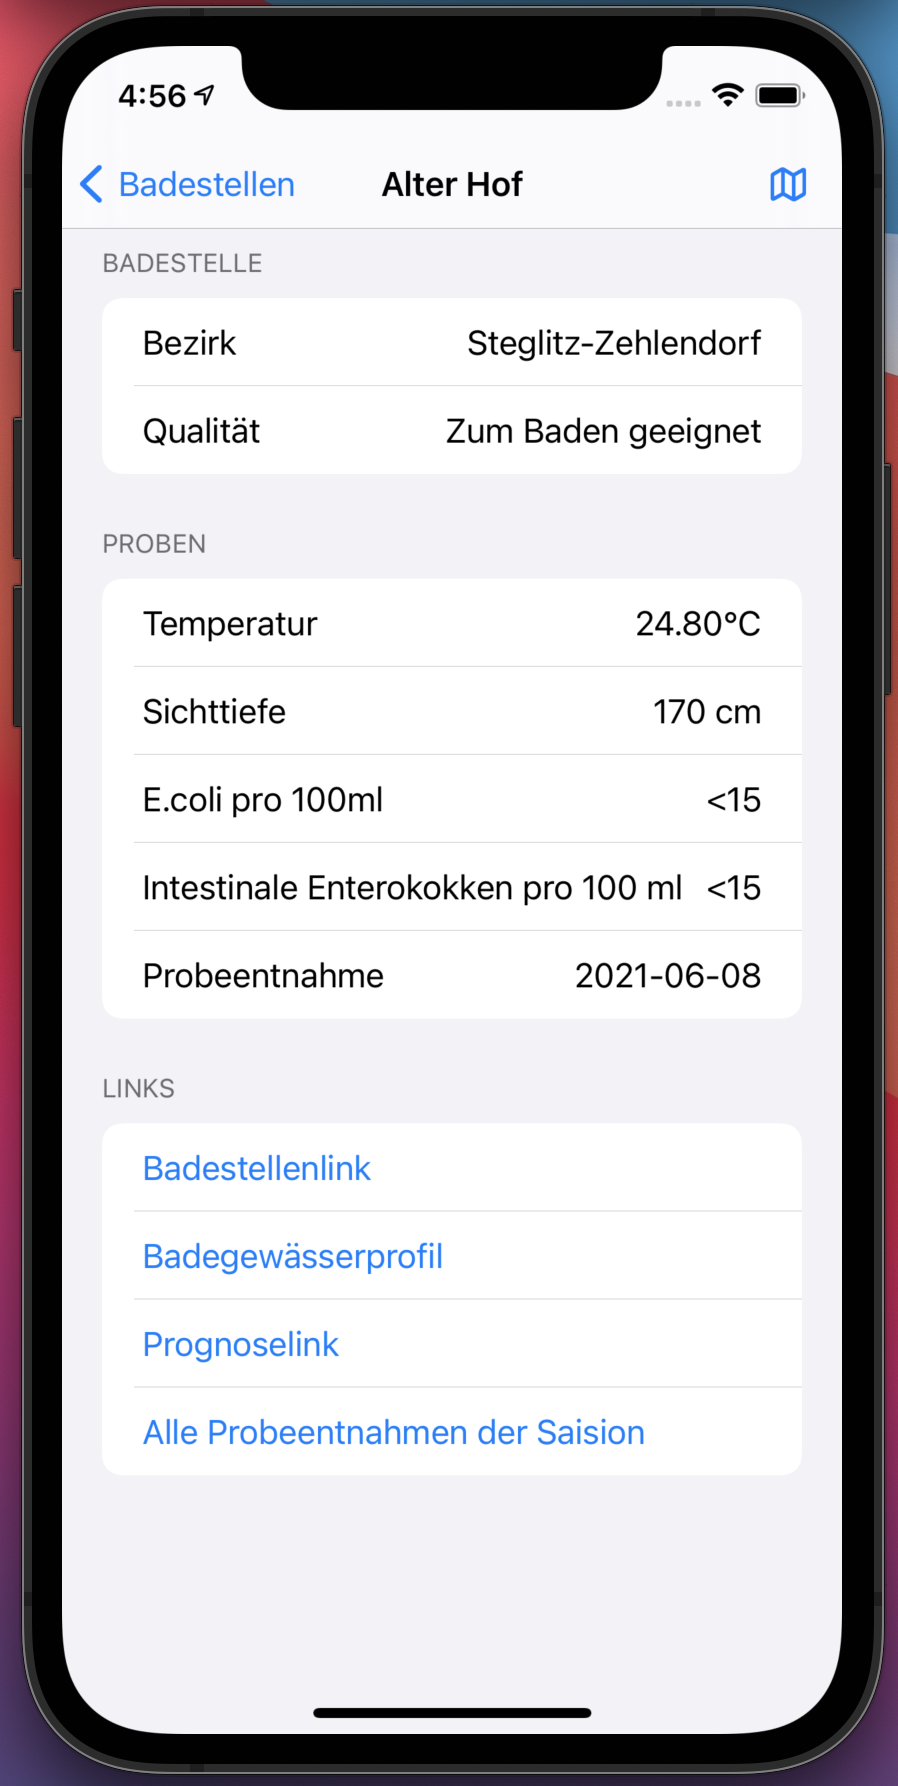 4:56
Badestellen Alter Hof
BADESTELLE
Bezirk Steglitz-Zehlendorf
Qualität Zum Baden geeignet
PROBEN
Temperatur 24.80°C
Sichttiefe 170 cm
E.coli pro 100ml <15
Intestinale Enterokokken pro 100 ml <15
Probeentnahme 2021-06-08
LINKS
Badestellenlink
Badegewässerprofil
Prognoselink
Alle Probeentnahmen der Saision